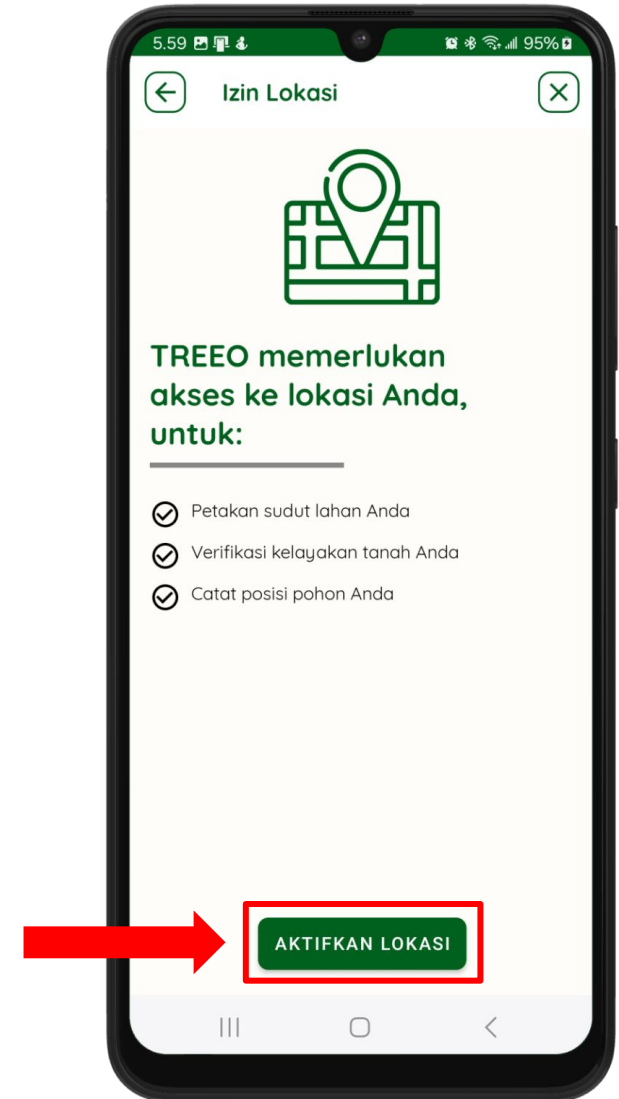 5.59 95%
Izin Lokasi
TREEO memerlukan
akses ke lokasi Anda,
untuk:
Petakan sudut lahan Anda
Verifikasi kelayakan tanah Anda
Catat posisi pohon Anda
AKTIFKAN LOKASI